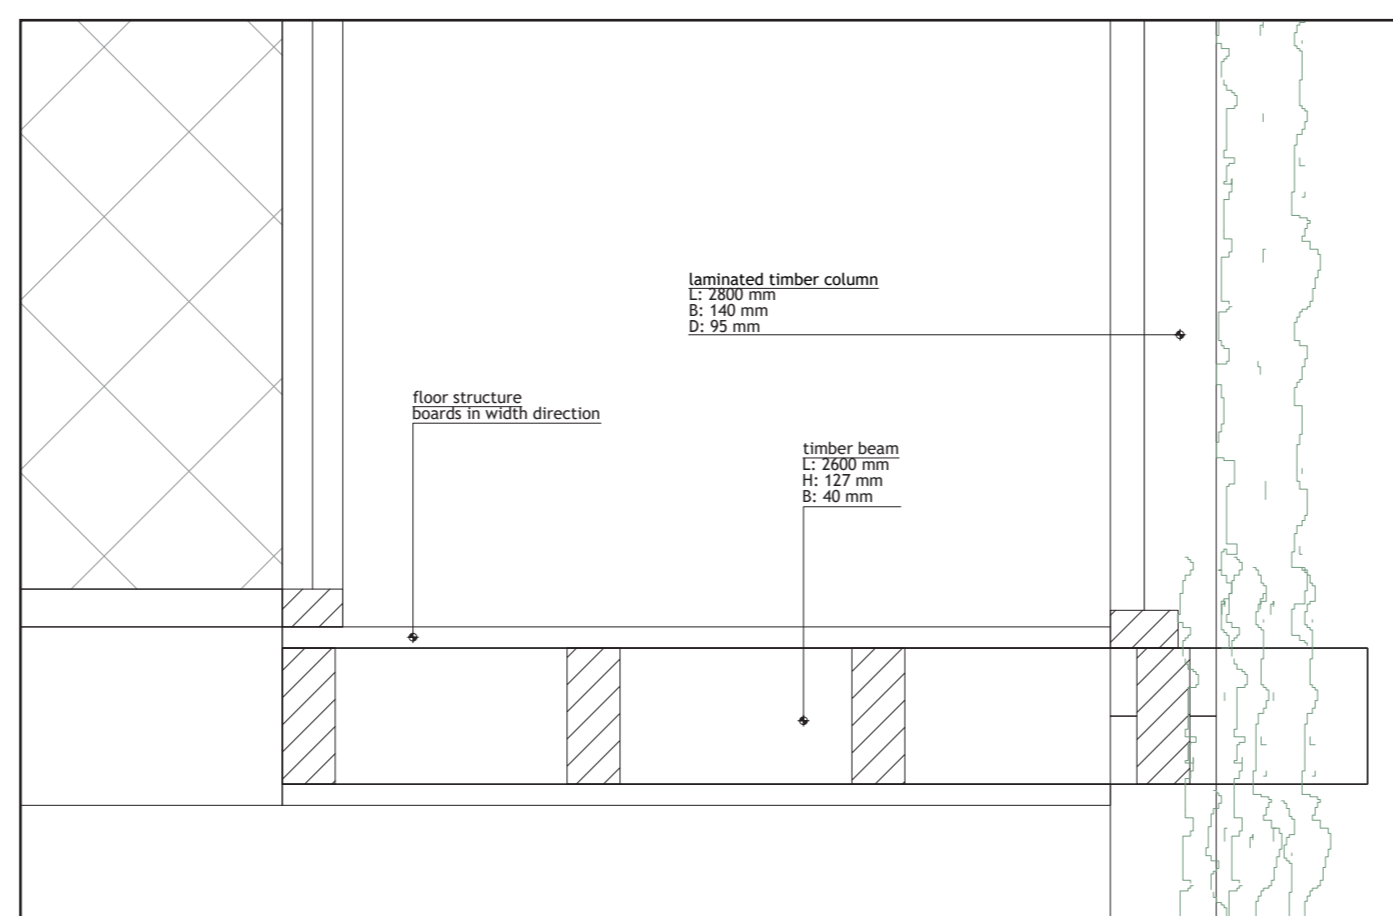 laminated timber column
L: 2800 mm
B: 140 mm
D: 95 mm
floor structure
boards in width direction
timber beam
L: 2600 mm
H: 127 mm
B: 40 mm